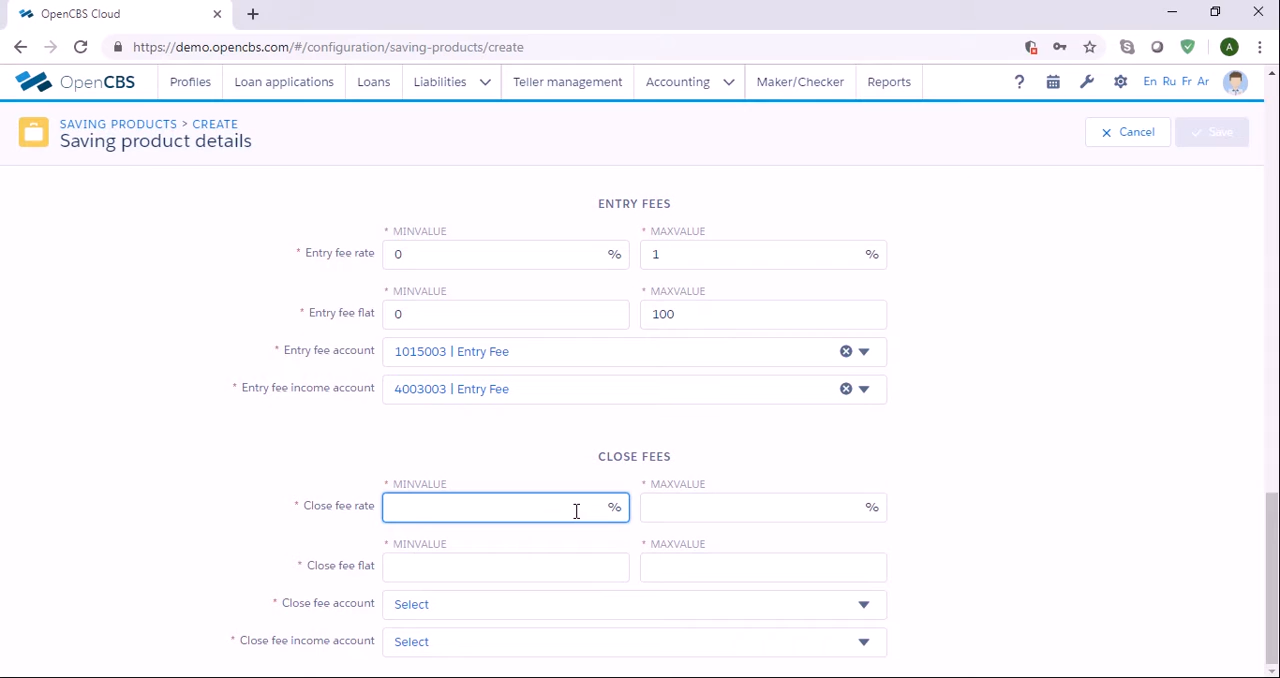 OpenCBS Cloud
https://demo.opencbs.com/#/configuration/saving-products/create
A
OpenCBS
Profiles
Loan applications
Loans
Liabilities
Teller management
Accounting
Maker/Checker
Reports
?
En Ru Fr Ar
SAVING PRODUCTS > CREATE
Saving product details
Cancel
Save
ENTRY FEES
* MINVALUE
* MAXVALUE
* Entry fee rate
0
%
1
%
* MINVALUE
* MAXVALUE
* Entry fee flat
0
100
* Entry fee account
1015003 | Entry Fee
* Entry fee income account
4003003 | Entry Fee
CLOSE FEES
* MINVALUE
* MAXVALUE
* Close fee rate
%
%
* MINVALUE
* MAXVALUE
* Close fee flat
* Close fee account
Select
* Close fee income account
Select